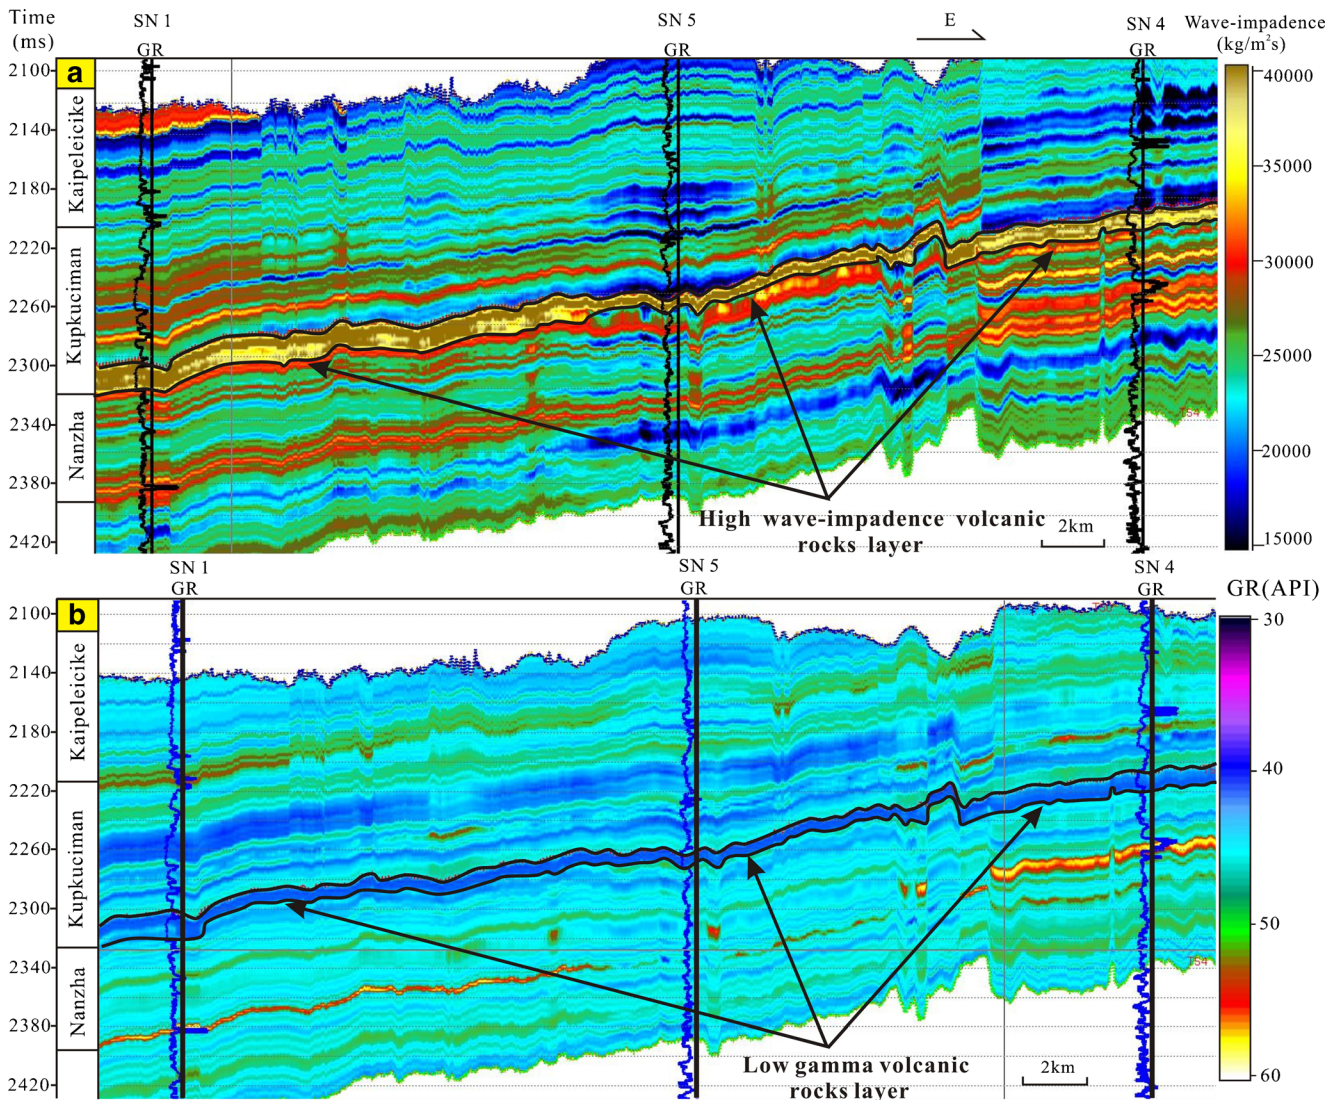 Time
(ms)
SN 1
SN 5
E
SN 4
Wave-impadence
(kg/m²s)
GR
GR
GR
a
2100
2140
2180
2220
2260
2300
2340
2380
2420
Kaipeleicike
Kupkuciman
Nanzha
40000
35000
30000
25000
20000
15000
T54
High wave-impadence volcanic
rocks layer
2km
SN 1
SN 5
SN 4
GR
GR
GR
GR(API)
b
2100
2140
2180
2220
2260
2300
2340
2380
2420
Kaipeleicike
Kupkuciman
Nanzha
30
40
50
60
T54
Low gamma volcanic
rocks layer
2km